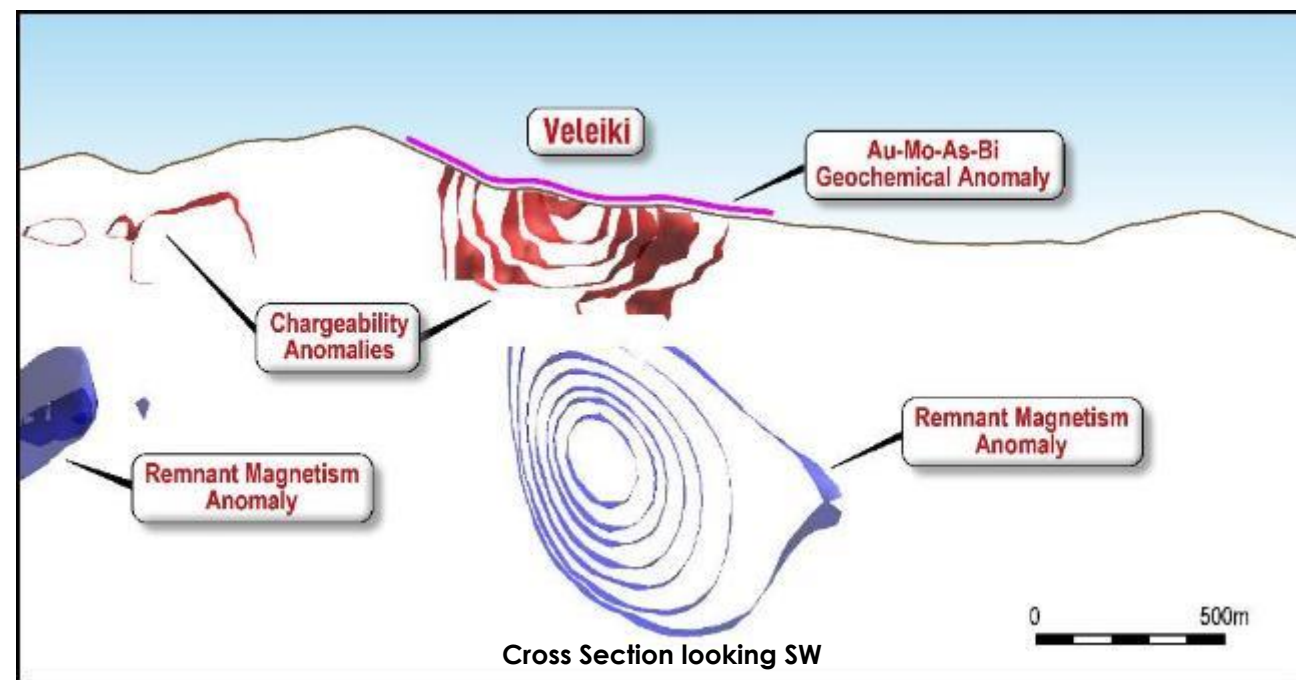 Veleiki
Au-Mo-As-Bi
Geochemical Anomaly
Chargeability
Anomalies
Remnant Magnetism
Anomaly
Remnant Magnetism
Anomaly
0 500m
Cross Section looking SW